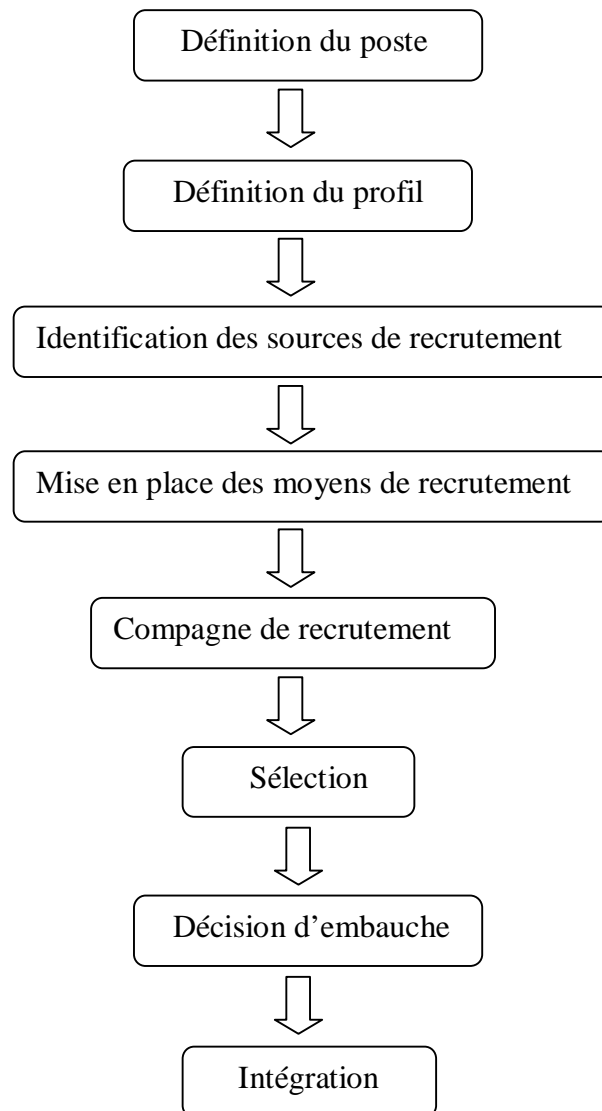 Définition du poste
Définition du profil
Identification des sources de recrutement
Mise en place des moyens de recrutement
Compagne de recrutement
Sélection
Décision d’embauche
Intégration